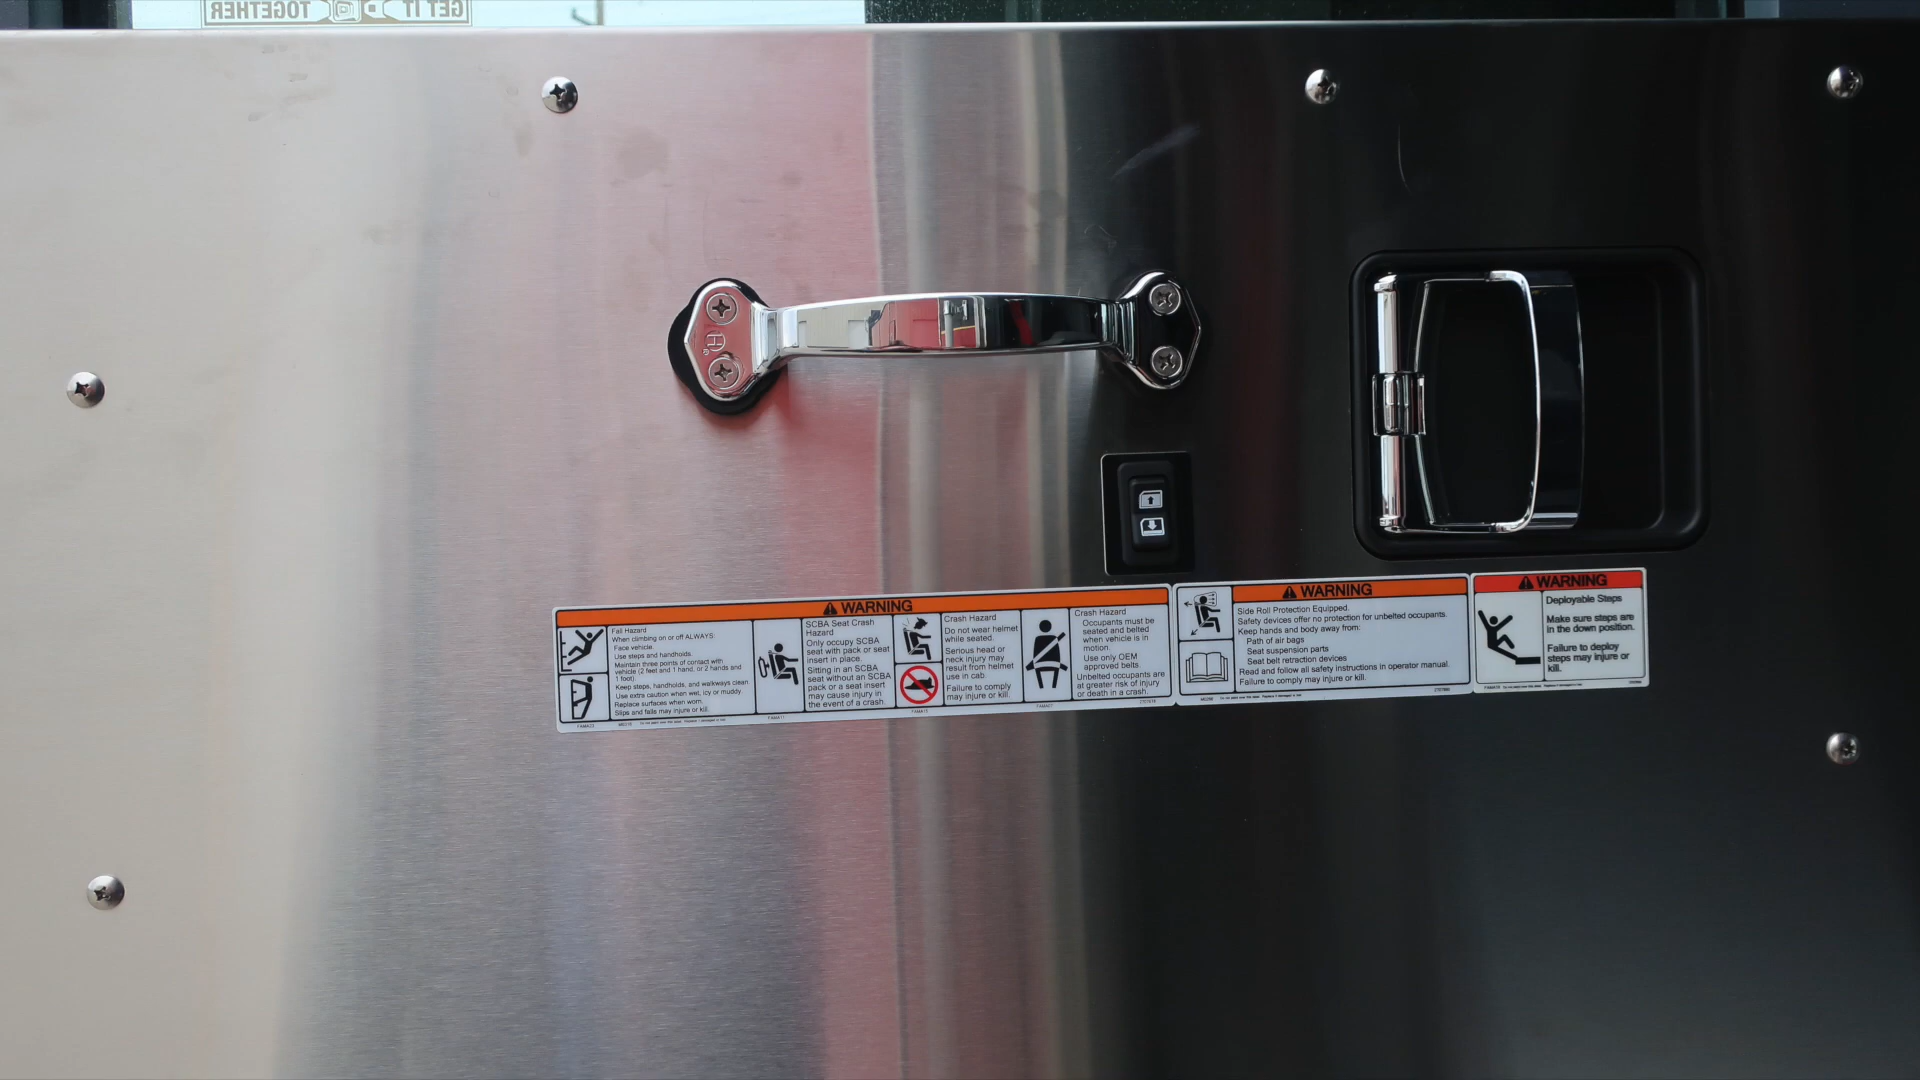 GET IT TOGETHER
H
WARNING
Fall Hazard
When climbing on or off ALWAYS:
Face vehicle.
Use steps and handholds.
Maintain three points of contact with
vehicle (2 feet and 1 hand, or 2 hands and
1 foot).
Keep steps, handholds, and walkways clean.
Use extra caution when wet, icy or muddy.
Replace surfaces when worn.
Slips and falls may injure or kill.
SCBA Seat Crash
Hazard
Only occupy SCBA
seat with pack or seat
insert in place.
Sitting in an SCBA
seat without an SCBA
pack or a seat insert
may cause injury in
the event of a crash.
Crash Hazard
Do not wear helmet
while seated.
Serious head or
neck injury may
result from helmet
use in cab.
Failure to comply
may injure or kill.
Crash Hazard
Occupants must be
seated and belted
when vehicle is in
motion.
Use only OEM
approved belts.
Unbelted occupants are
at greater risk of injury
or death in a crash.
WARNING
Side Roll Protection Equipped.
Safety devices offer no protection for unbelted occupants.
Keep hands and body away from:
Path of air bags
Seat suspension parts
Seat belt retraction devices
Read and follow all safety instructions in operator manual.
Failure to comply may injure or kill.
WARNING
Deployable Steps
Make sure steps are
in the down position.
Failure to deploy
steps may injure or
kill.